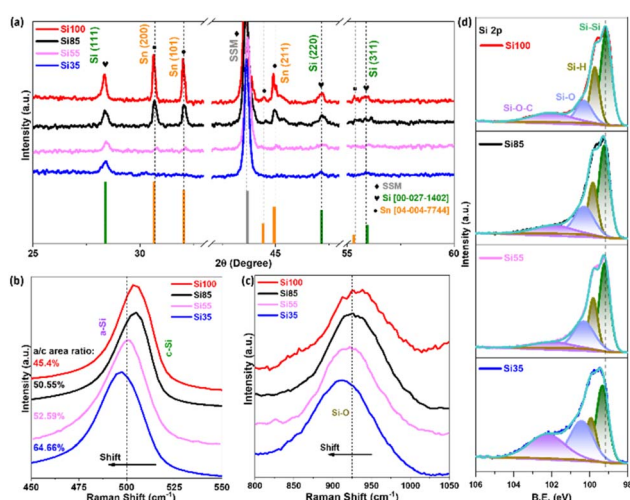 (a)
Si100
Si85
Si55
Si35
Si (111)
Sn (200)
Sn (101)
SSM
Sn (211)
Si (220)
Si (311)
Intensity (a.u.)
SSM
Si [00-027-1402]
Sn [04-004-7744]
25 30 45 55 60
2θ (Degree)
(b)
Si100
Si85
Si55
Si35
a-Si
c-Si
a/c area ratio:
45.4%
50.55%
52.59%
64.66%
Shift
Intensity (a.u.)
450 475 500 525 550
Raman Shift (cm⁻¹)
(c)
Si100
Si85
Si55
Si35
Si-O
Shift
Intensity (a.u.)
800 850 900 950 1000 1050
Raman Shift (cm⁻¹)
(d)
Si 2p
Si-Si
Si100
Si-H
Si-O
Si-O-C
Si85
Si55
Si35
Intensity (a.u.)
106 104 102 100 98
B.E. (eV)